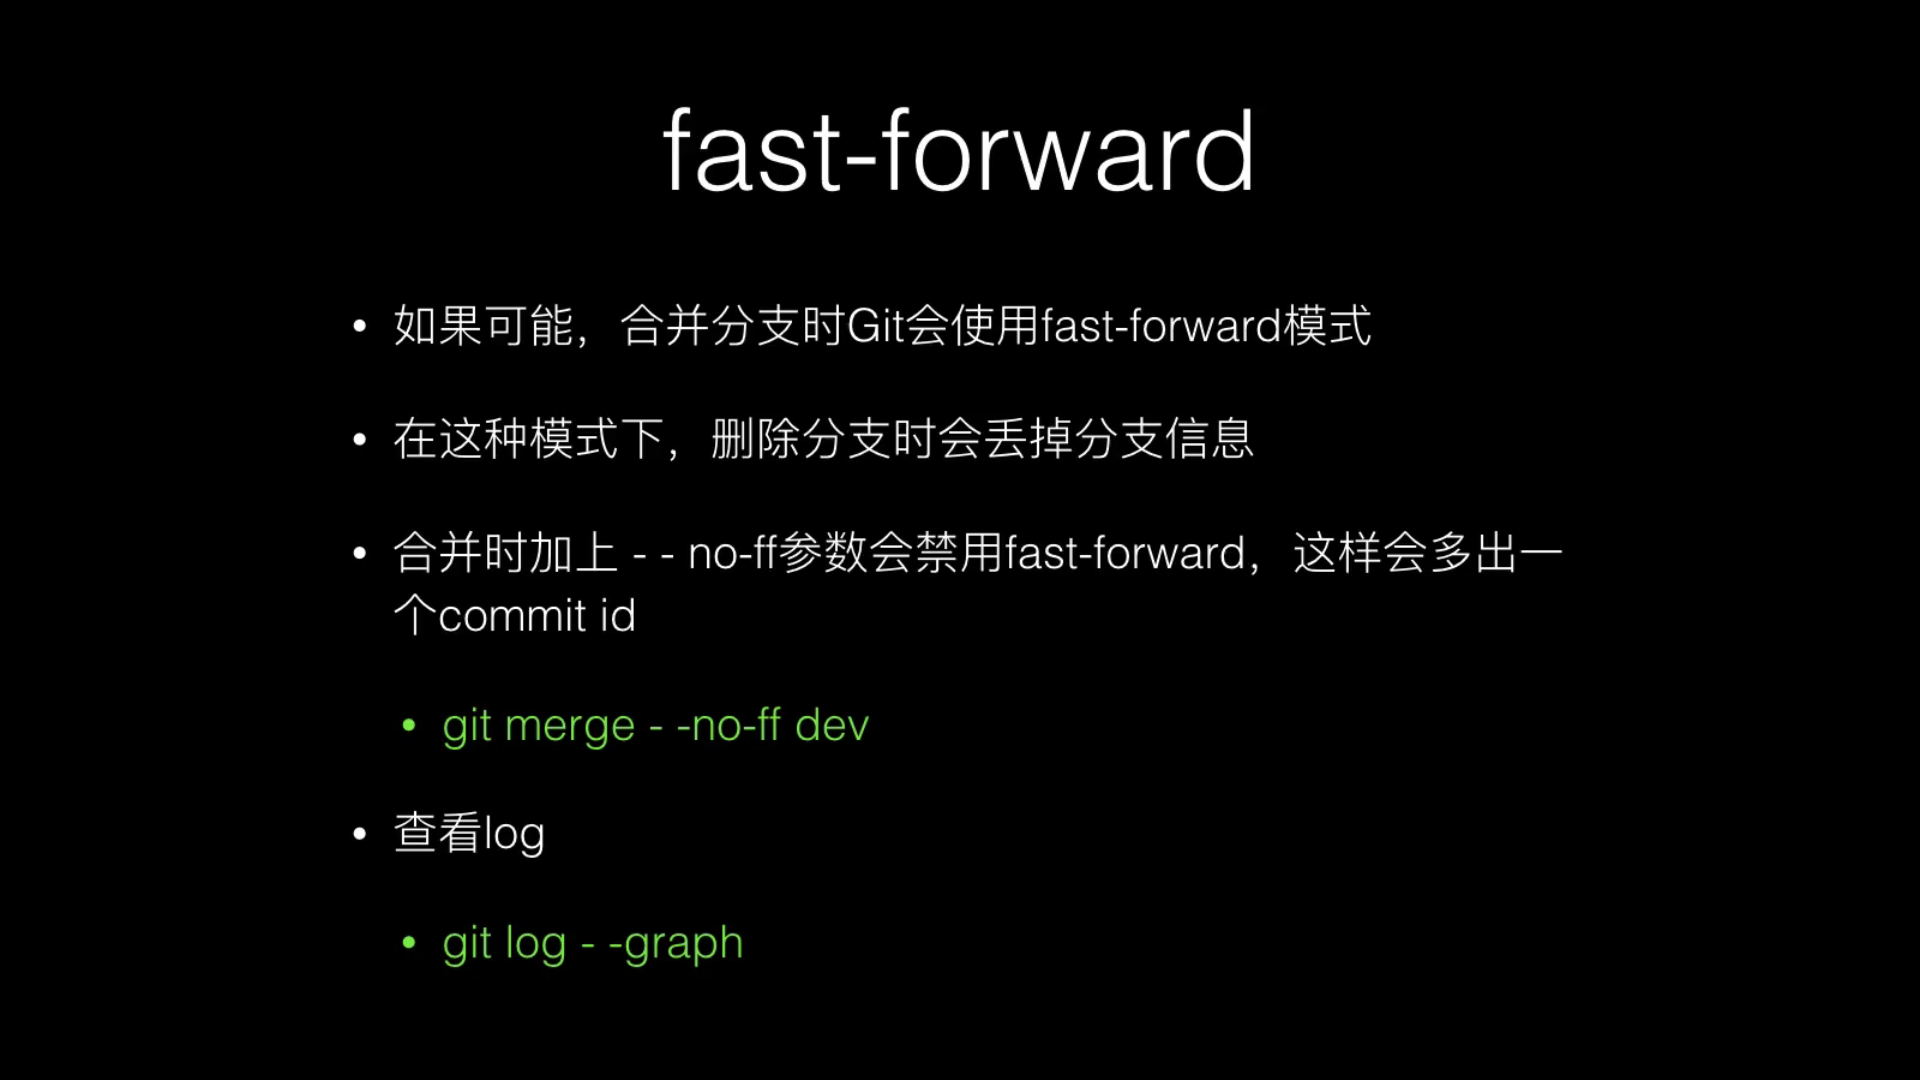 fast-forward
• 如果可能，合并分支时Git会使用fast-forward模式
• 在这种模式下，删除分支时会丢掉分支信息
• 合并时加上 - - no-ff参数会禁用fast-forward，这样会多出一
个commit id
• git merge - -no-ff dev
• 查看log
• git log - -graph